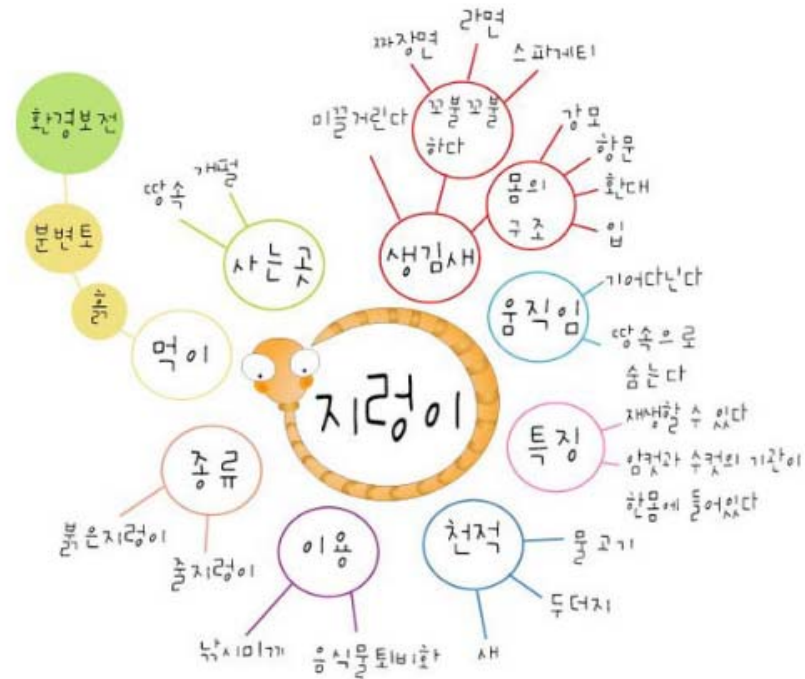 지렁이
생김새
미끌거린다
꼬불꼬불
하다
짜장면
라면
스파게티
몸의
구조
강모
항문
환대
입
움직임
기어다닌다
땅속으로
숨는다
특징
재생할 수 있다
암컷과 수컷의 기관이
한몸에 들어있다
천적
물고기
두더지
새
이용
음식물퇴비화
낚시미끼
종류
줄지렁이
붉은지렁이
먹이
흙
분변토
환경보전
사는곳
땅속
개펄